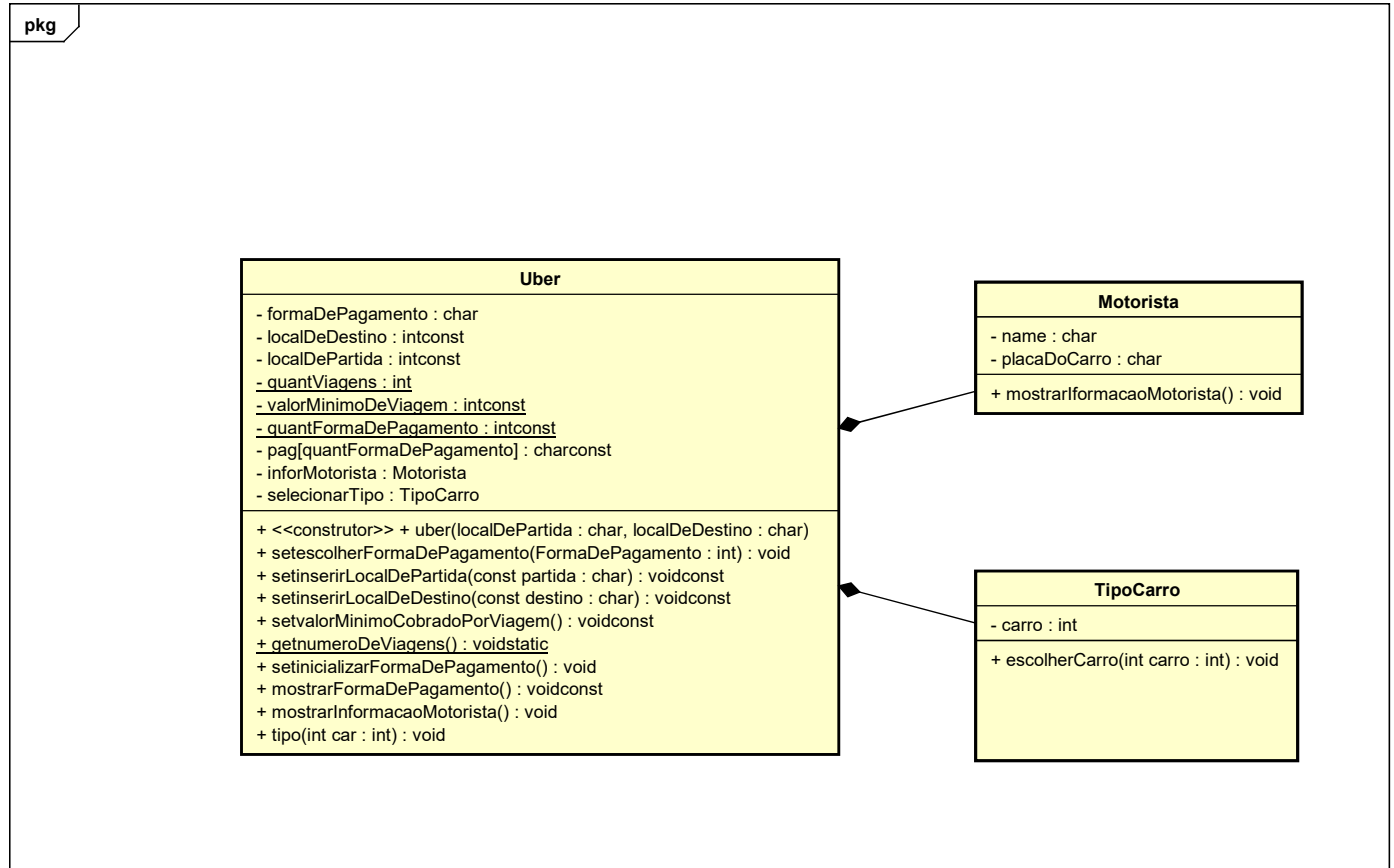 pkg
Uber
- formaDePagamento : char
- localDeDestino : intconst
- localDePartida : intconst
- quantViagens : int
- valorMinimoDeViagem : intconst
- quantFormaDePagamento : intconst
- pag[quantFormaDePagamento] : charconst
- inforMotorista : Motorista
- selecionarTipo : TipoCarro
+ <<construtor>> + uber(localDePartida : char, localDeDestino : char)
+ setescolherFormaDePagamento(FormaDePagamento : int) : void
+ setinserirLocalDePartida(const partida : char) : voidconst
+ setinserirLocalDeDestino(const destino : char) : voidconst
+ setvalorMinimoCobradoPorViagem() : voidconst
+ getnumeroDeViagens() : voidstatic
+ setinicializarFormaDePagamento() : void
+ mostrarFormaDePagamento() : voidconst
+ mostrarInformacaoMotorista() : void
+ tipo(int car : int) : void
Motorista
- name : char
- placaDoCarro : char
+ mostrarIformacaoMotorista() : void
TipoCarro
- carro : int
+ escolherCarro(int carro : int) : void